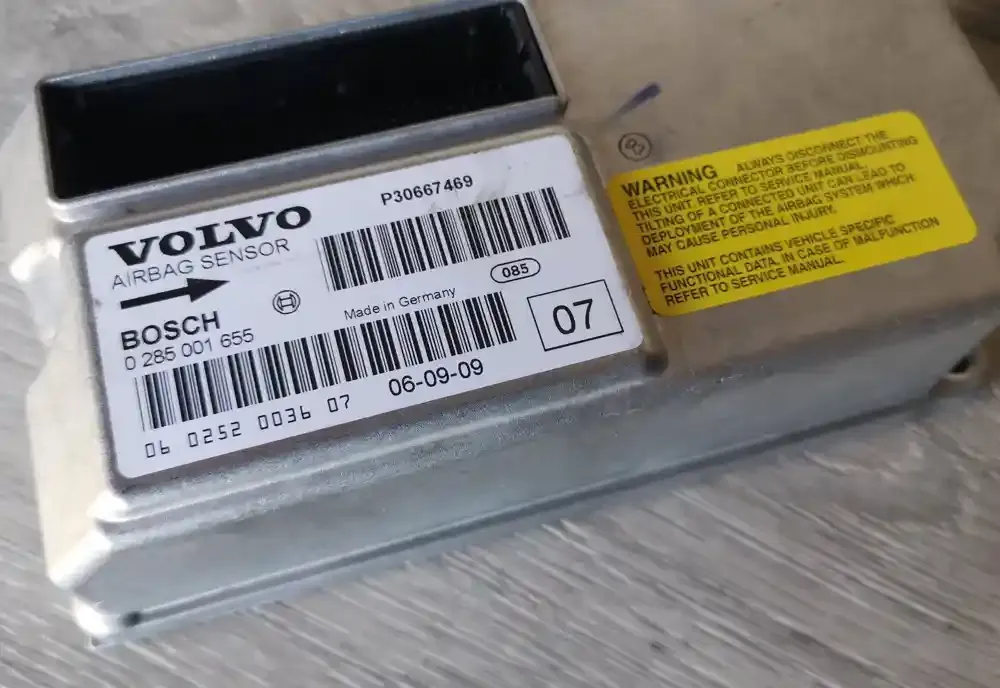 VOLVO
P30667469
AIRBAG SENSOR
085
Made in Germany
BOSCH
0 285 001 655
07
06-09-09
06 0252 0036 07
WARNING ALWAYS DISCONNECT THE
ELECTRICAL CONNECTOR BEFORE DISMOUNTING
THIS UNIT REFER TO SERVICE MANUAL.
TILTING OF A CONNECTED UNIT CAN LEAD TO
DEPLOYMENT OF THE AIRBAG SYSTEM WHICH
MAY CAUSE PERSONAL INJURY.
THIS UNIT CONTAINS VEHICLE SPECIFIC
FUNCTIONAL DATA, IN CASE OF MALFUNCTION
REFER TO SERVICE MANUAL.